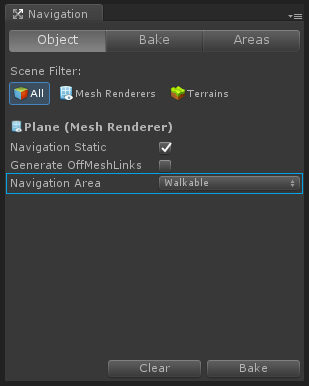 Navigation
Object Bake Areas
Scene Filter:
All Mesh Renderers Terrains
Plane (Mesh Renderer)
Navigation Static
Generate OffMeshLinks
Navigation Area Walkable
Clear Bake